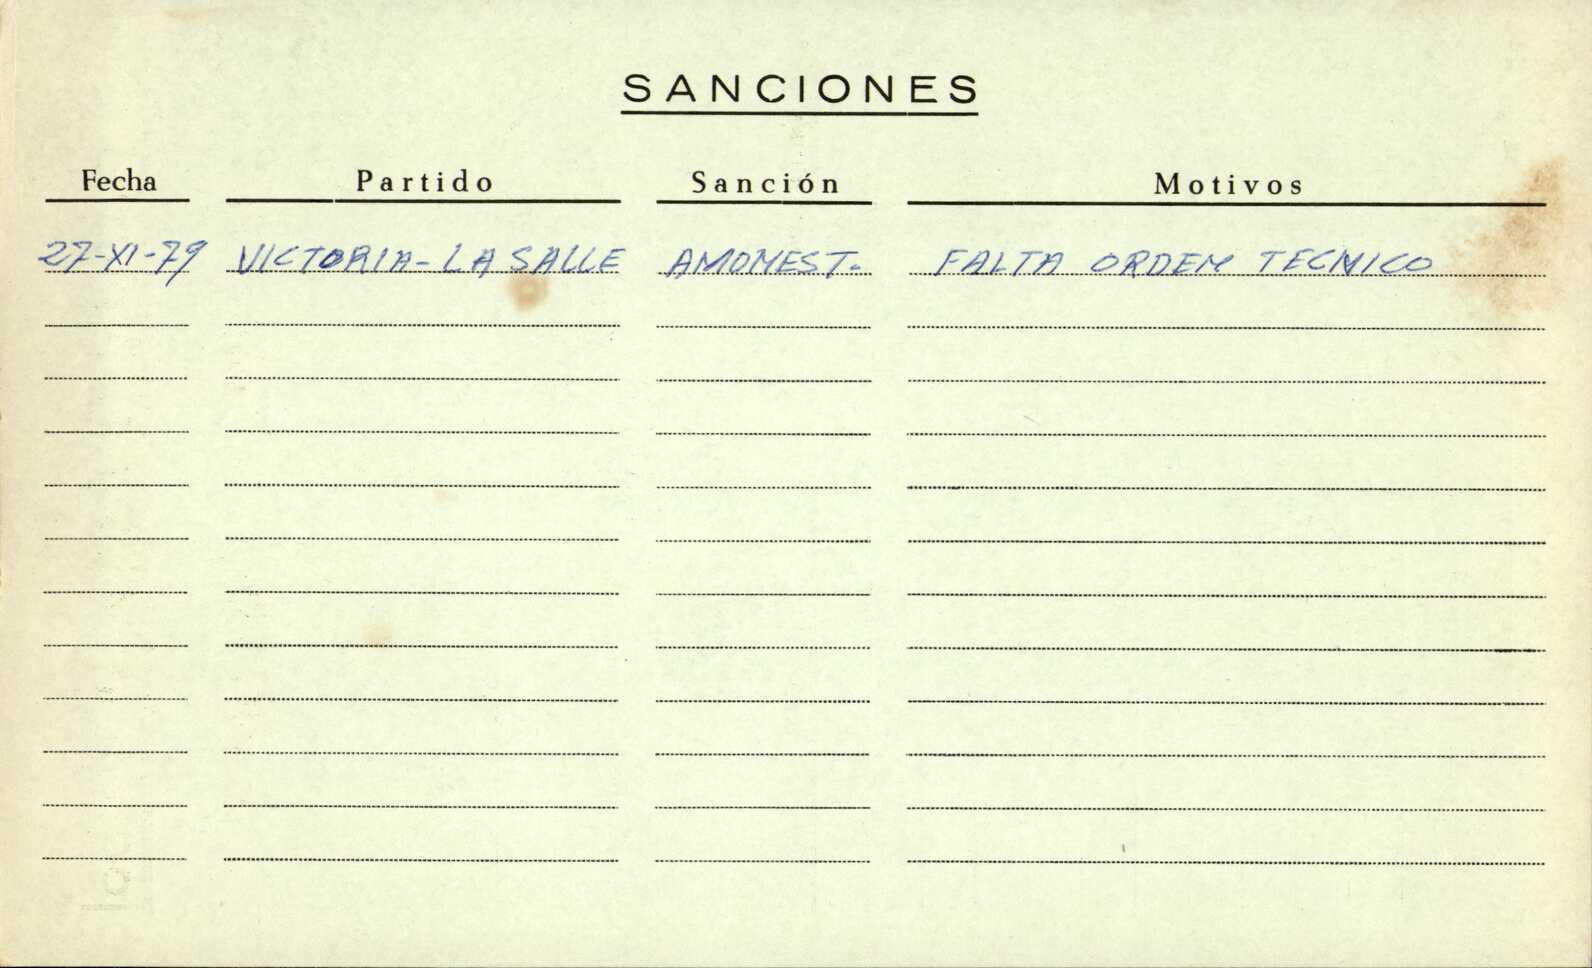 SANCIONES
Fecha Partido Sanción Motivos
27-XI-79 VICTORIA-LA SALLE AMONEST. FALTA ORDEN TECNICO